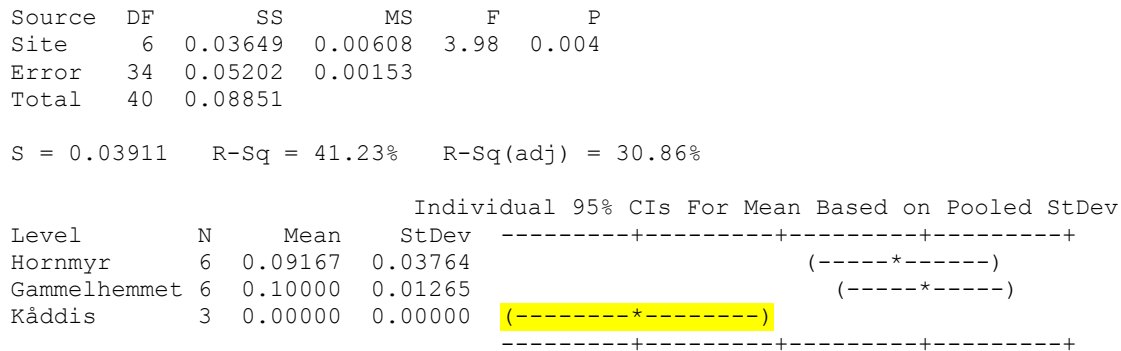 Source  DF       SS       MS     F      P
Site     6  0.03649  0.00608  3.98  0.004
Error   34  0.05202  0.00153
Total   40  0.08851
S = 0.03911   R-Sq = 41.23%   R-Sq(adj) = 30.86%
                         Individual 95% CIs For Mean Based on Pooled StDev
Level        N     Mean    StDev  ---------+---------+---------+---------+
Hornmyr      6  0.09167  0.03764                       (-----*------)
Gammelhemmet 6  0.10000  0.01265                         (-----*-----)
Kåddis       3  0.00000  0.00000  (--------*--------)
                                  ---------+---------+---------+---------+